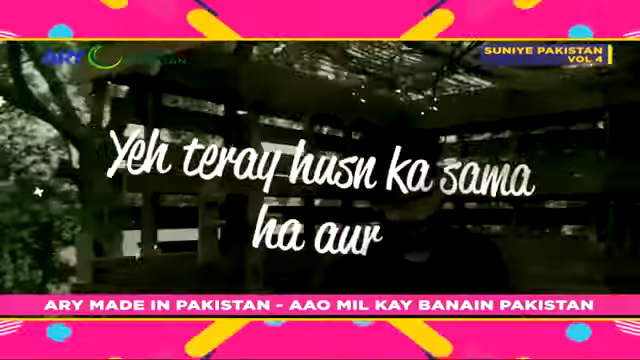 ARY
SUNIYE PAKISTAN
VOL 4
Yeh teray husn ka sama
ha aur
ARY MADE IN PAKISTAN - AAO MIL KAY BANAIN PAKISTAN